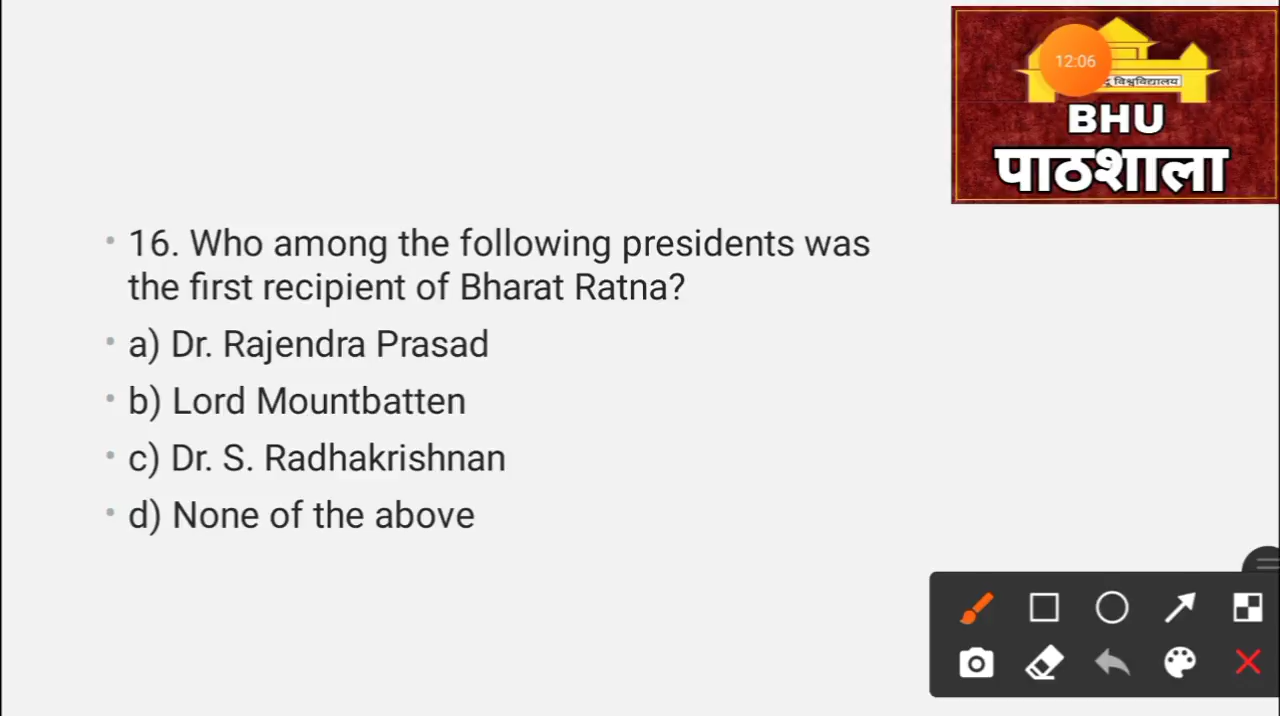 12:06
विश्वविद्यालय
BHU
पाठशाला
• 16. Who among the following presidents was
the first recipient of Bharat Ratna?
• a) Dr. Rajendra Prasad
• b) Lord Mountbatten
• c) Dr. S. Radhakrishnan
• d) None of the above